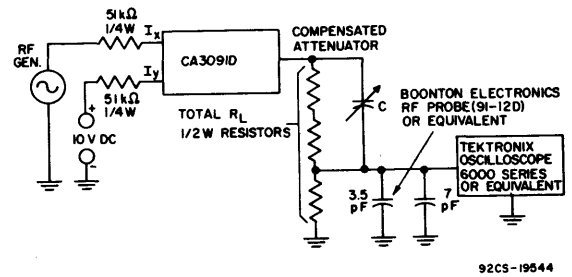 51kΩ
1/4W
Ix
RF
GEN.
CA3091D
COMPENSATED
ATTENUATOR
Iy
51kΩ
1/4W
+
10 V DC
-
TOTAL RL
1/2W RESISTORS
C
BOONTON ELECTRONICS
RF PROBE(91-12D)
OR EQUIVALENT
TEKTRONIX
OSCILLOSCOPE
6000 SERIES
OR EQUIVALENT
3.5
pF
7
pF
92CS-19544